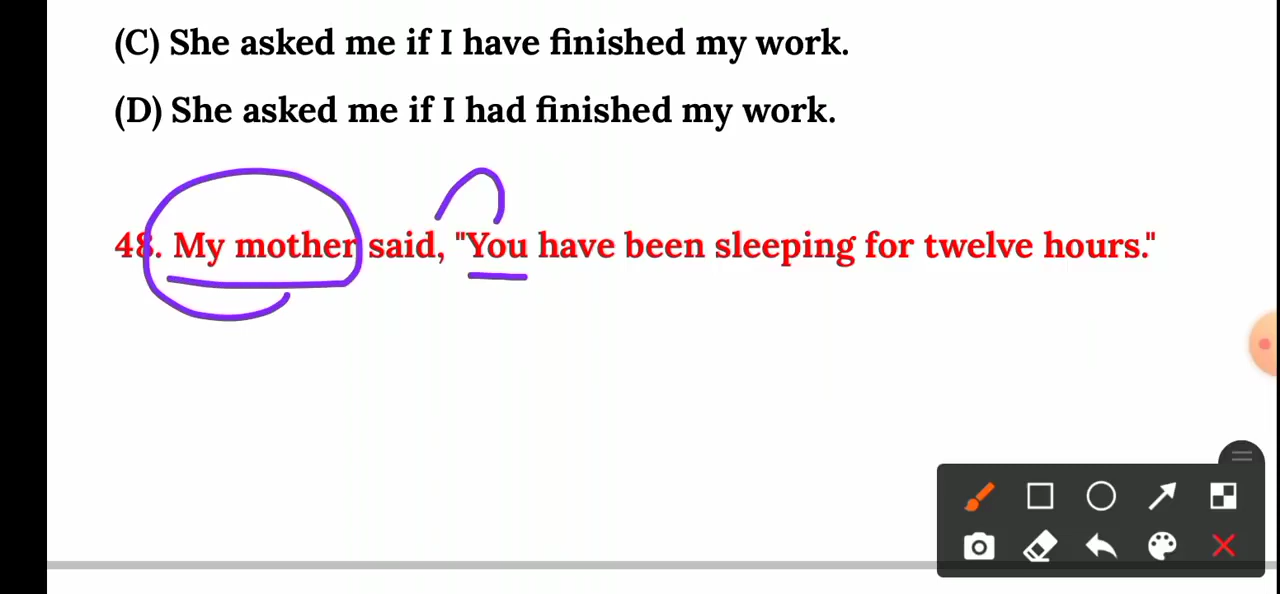 (C) She asked me if I have finished my work.
(D) She asked me if I had finished my work.
48. My mother said, "You have been sleeping for twelve hours."